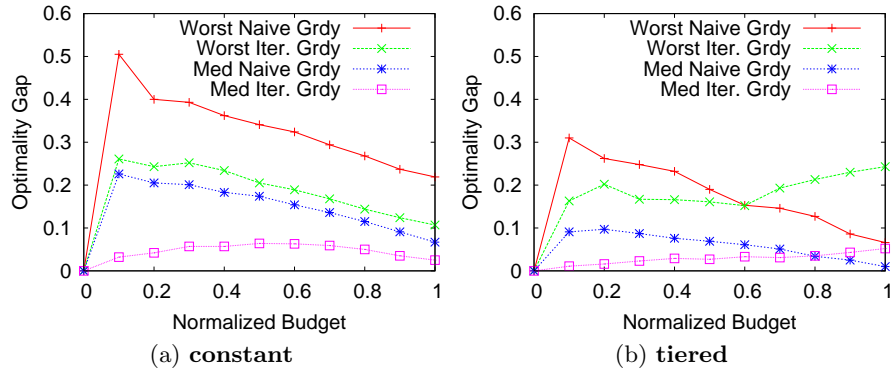 Optimality Gap
0.6
0.5
0.4
0.3
0.2
0.1
0
Worst Naive Grdy
Worst Iter. Grdy
Med Naive Grdy
Med Iter. Grdy
0 0.2 0.4 0.6 0.8 1
Normalized Budget
(a) constant
Optimality Gap
0.6
0.5
0.4
0.3
0.2
0.1
0
Worst Naive Grdy
Worst Iter. Grdy
Med Naive Grdy
Med Iter. Grdy
0 0.2 0.4 0.6 0.8 1
Normalized Budget
(b) tiered